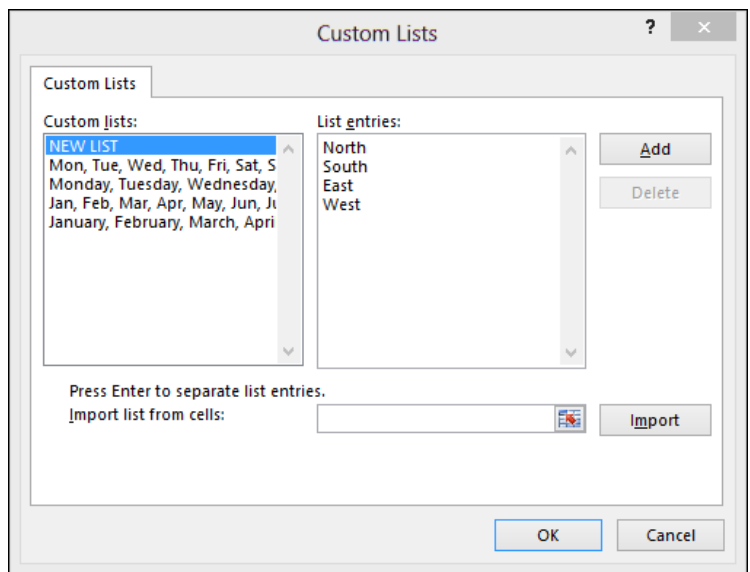 Custom Lists
?
Custom Lists
Custom lists:
NEW LIST
Mon, Tue, Wed, Thu, Fri, Sat, S
Monday, Tuesday, Wednesday,
Jan, Feb, Mar, Apr, May, Jun, Ju
January, February, March, Apri
List entries:
North
South
East
West
Add
Delete
Press Enter to separate list entries.
Import list from cells:
Import
OK
Cancel